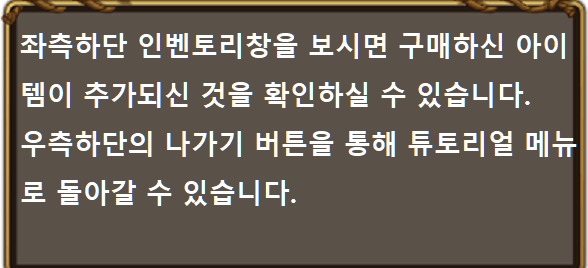 좌측하단 인벤토리창을 보시면 구매하신 아이
템이 추가되신 것을 확인하실 수 있습니다.
우측하단의 나가기 버튼을 통해 튜토리얼 메뉴
로 돌아갈 수 있습니다.